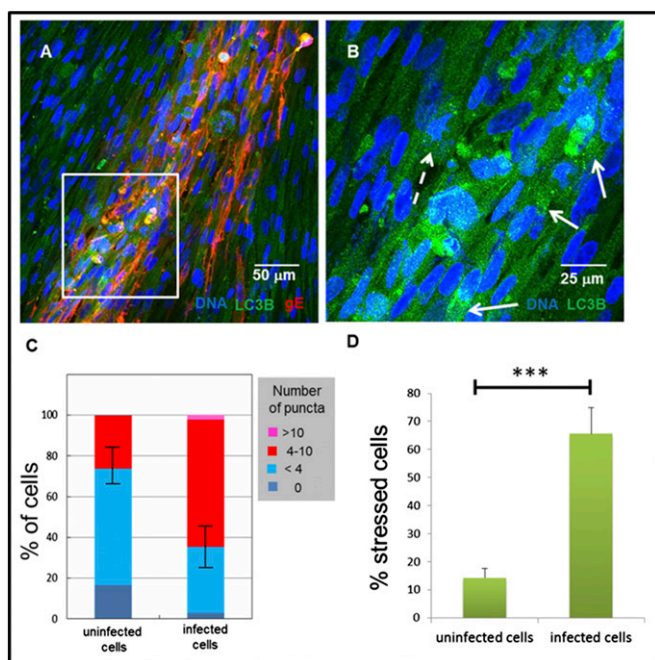 A
50 μm
DNA LC3B gE
B
25 μm
DNA LC3B
C
% of cells
100
80
60
40
20
0
uninfected
cells
infected
cells
Number
of puncta
>10
4-10
< 4
0
D
***
% stressed cells
80
70
60
50
40
30
20
10
0
uninfected cells
infected cells